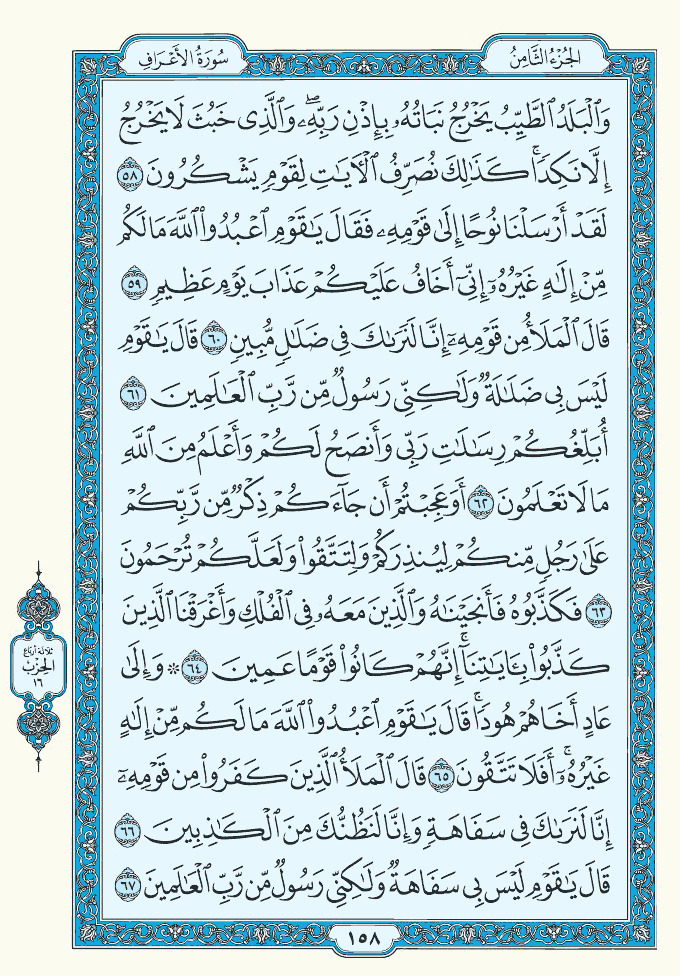 الجُزْءُ الثَّامِنُ
سُورَةُ الأَعْرَافِ
وَٱلْبَلَدُ ٱلطَّيِّبُ يَخْرُجُ نَبَاتُهُۥ بِإِذْنِ رَبِّهِۦۖ وَٱلَّذِى خَبُثَ لَا يَخْرُجُ
إِلَّا نَكِدًاۚ كَذَٰلِكَ نُصَرِّفُ ٱلْـَٔايَـٰتِ لِقَوْمٍ يَشْكُرُونَ ٥٨
لَقَدْ أَرْسَلْنَا نُوحًا إِلَىٰ قَوْمِهِۦ فَقَالَ يَـٰقَوْمِ ٱعْبُدُوا۟ ٱللَّهَ مَا لَكُم
مِّنْ إِلَـٰهٍ غَيْرُهُۥٓ إِنِّىٓ أَخَافُ عَلَيْكُمْ عَذَابَ يَوْمٍ عَظِيمٍ ٥٩
قَالَ ٱلْمَلَأُ مِن قَوْمِهِۦٓ إِنَّا لَنَرَىٰكَ فِى ضَلَـٰلٍ مُّبِينٍ ٦٠ قَالَ يَـٰقَوْمِ
لَيْسَ بِى ضَلَـٰلَةٌ وَلَـٰكِنِّى رَسُولٌ مِّن رَّبِّ ٱلْعَـٰلَمِينَ ٦١
أُبَلِّغُكُمْ رِسَـٰلَـٰتِ رَبِّى وَأَنصَحُ لَكُمْ وَأَعْلَمُ مِنَ ٱللَّهِ
مَا لَا تَعْلَمُونَ ٦٢ أَوَعَجِبْتُمْ أَن جَآءَكُمْ ذِكْرٌ مِّن رَّبِّكُمْ
عَلَىٰ رَجُلٍ مِّنكُمْ لِيُنذِرَكُمْ وَلِتَتَّقُوا۟ وَلَعَلَّكُمْ تُرْحَمُونَ
٦٣ فَكَذَّبُوهُ فَأَنجَيْنَـٰهُ وَٱلَّذِينَ مَعَهُۥ فِى ٱلْفُلْكِ وَأَغْرَقْنَا ٱلَّذِينَ
كَذَّبُوا۟ بِـَٔايَـٰتِنَآۚ إِنَّهُمْ كَانُوا۟ قَوْمًا عَمِينَ ٦٤ ۞ وَإِلَىٰ
عَادٍ أَخَاهُمْ هُودًاۚ قَالَ يَـٰقَوْمِ ٱعْبُدُوا۟ ٱللَّهَ مَا لَكُم مِّنْ إِلَـٰهٍ
غَيْرُهُۥٓۚ أَفَلَا تَتَّقُونَ ٦٥ قَالَ ٱلْمَلَأُ ٱلَّذِينَ كَفَرُوا۟ مِن قَوْمِهِۦٓ
إِنَّا لَنَرَىٰكَ فِى سَفَاهَةٍ وَإِنَّا لَنَظُنُّكَ مِنَ ٱلْكَـٰذِبِينَ ٦٦
قَالَ يَـٰقَوْمِ لَيْسَ بِى سَفَاهَةٌ وَلَـٰكِنِّى رَسُولٌ مِّن رَّبِّ ٱلْعَـٰلَمِينَ ٦٧
ثلاثة أرباع
الحِزْب
١٦
١٥٨